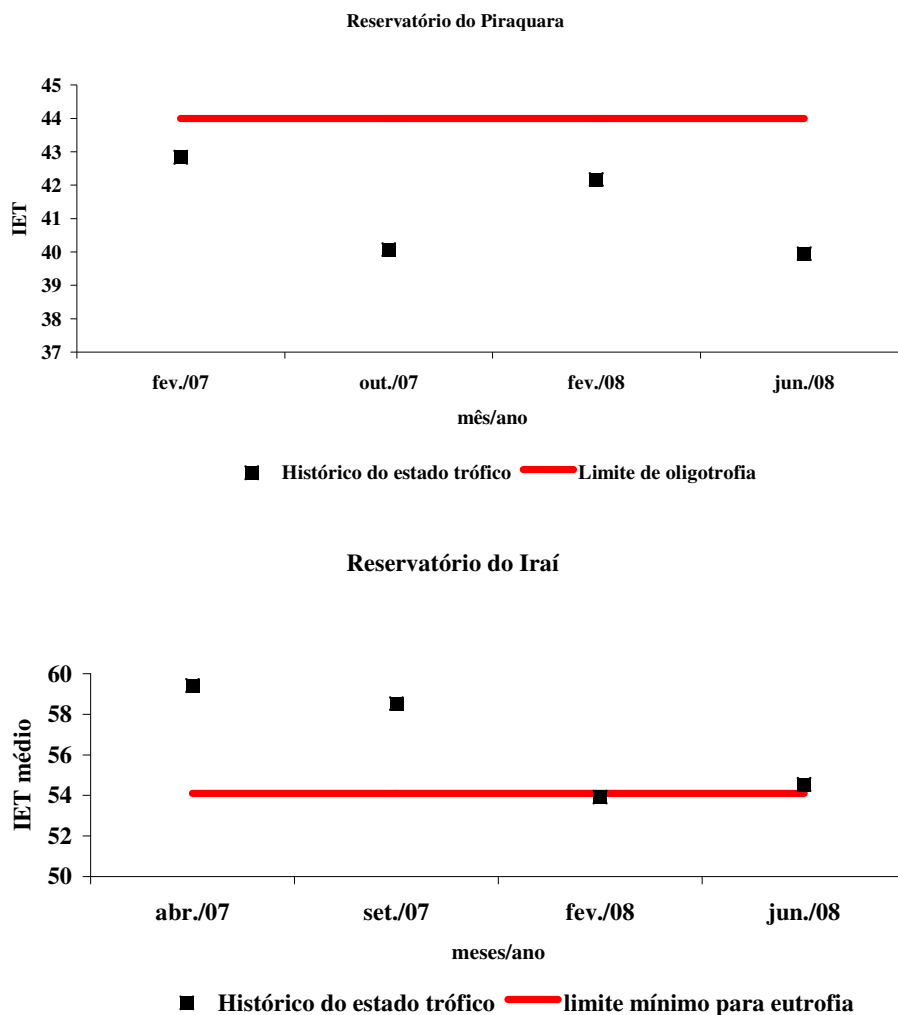 Reservatório do Piraquara
45
44
43
42
41
40
39
38
37
IET
fev./07 out./07 fev./08 jun./08
mês/ano
Histórico do estado trófico Limite de oligotrofia
Reservatório do Iraí
60
58
56
54
52
50
IET médio
abr./07 set./07 fev./08 jun./08
meses/ano
Histórico do estado trófico limite mínimo para eutrofia